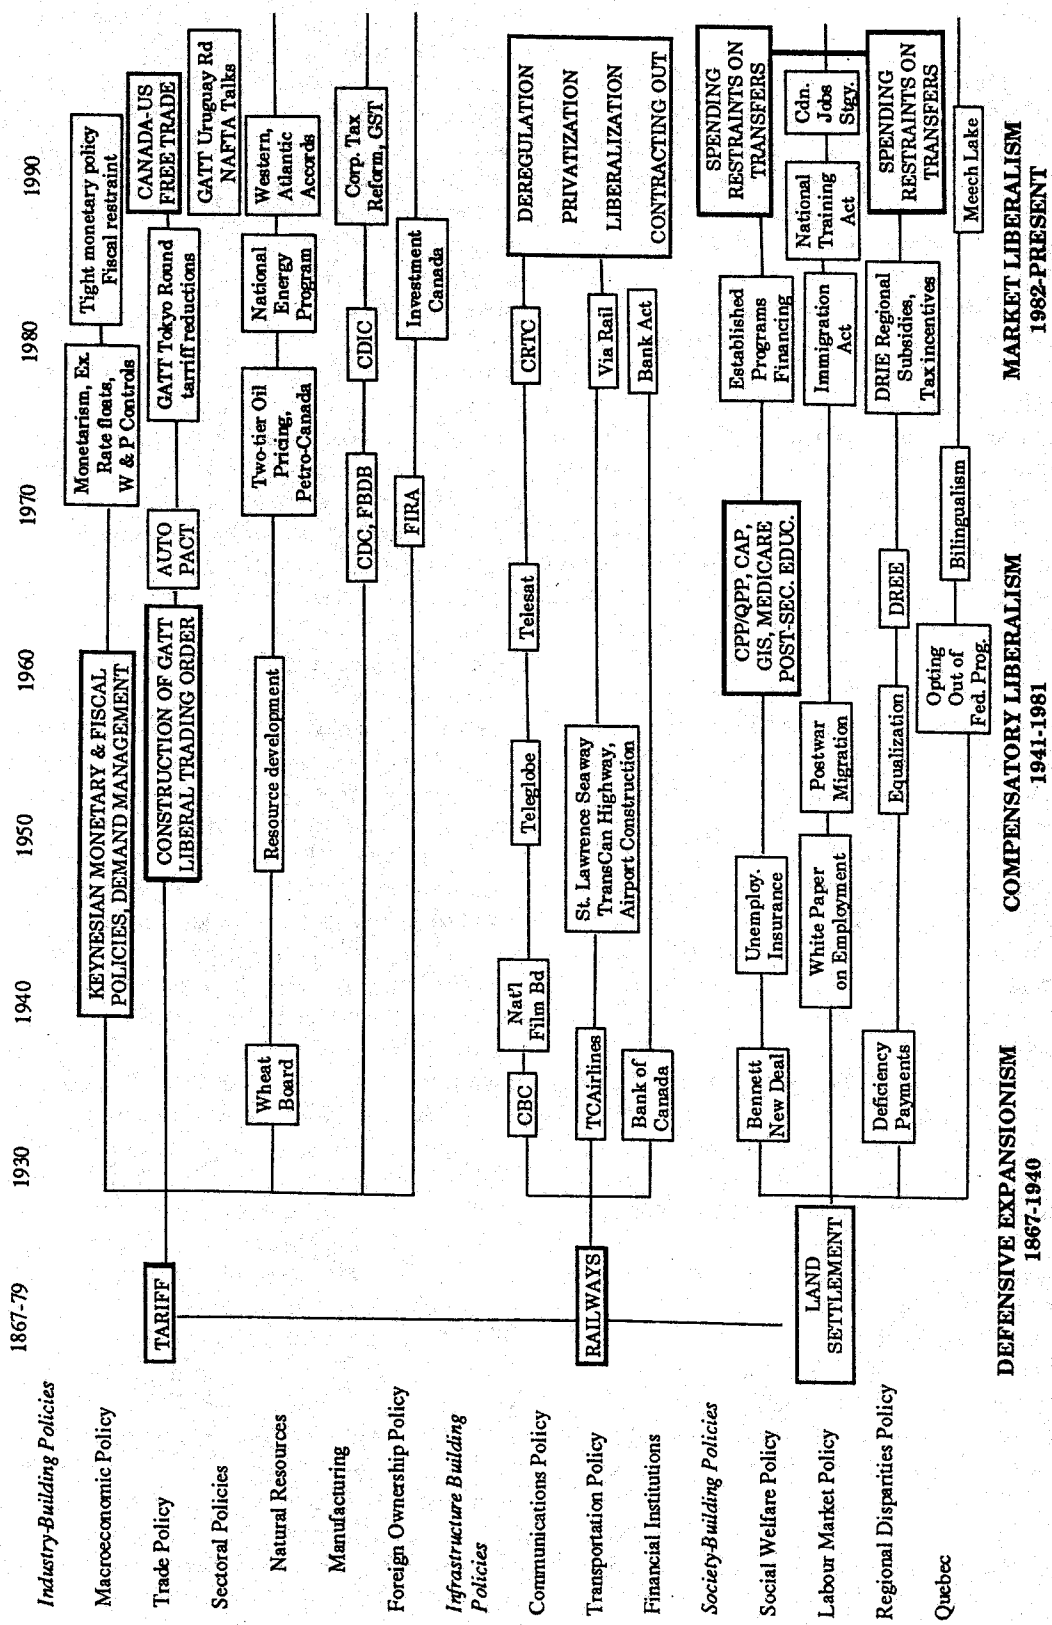 1867-79
1930
1940
1950
1960
1970
1980
1990
Industry-Building Policies
Macroeconomic Policy
KEYNESIAN MONETARY & FISCAL
POLICIES, DEMAND MANAGEMENT
Monetarism, Ex.
Rate floats,
W & P Controls
Tight monetary policy
Fiscal restraint
Trade Policy
TARIFF
CONSTRUCTION OF GATT
LIBERAL TRADING ORDER
AUTO
PACT
GATT Tokyo Round
tarriff reductions
CANADA-US
FREE TRADE
GATT Uruguay Rd
NAFTA Talks
Sectoral Policies
Natural Resources
Wheat
Board
Resource development
Two-tier Oil
Pricing,
Petro-Canada
National
Energy
Program
Western,
Atlantic
Accords
Manufacturing
CDC, FBDB
CDIC
Corp. Tax
Reform, GST
Foreign Ownership Policy
FIRA
Investment
Canada
Infrastructure Building
Policies
Communications Policy
CBC
Nat'l
Film Bd
Teleglobe
Telesat
CRTC
DEREGULATION
PRIVATIZATION
LIBERALIZATION
CONTRACTING OUT
Transportation Policy
RAILWAYS
TCAirlines
St. Lawrence Seaway
TransCan Highway,
Airport Construction
Via Rail
Financial Institutions
Bank of
Canada
Bank Act
Society-Building Policies
Social Welfare Policy
Bennett
New Deal
Unemploy.
Insurance
CPP/QPP, CAP,
GIS, MEDICARE
POST-SEC. EDUC.
Established
Programs
Financing
SPENDING
RESTRAINTS ON
TRANSFERS
Labour Market Policy
LAND
SETTLEMENT
White Paper
on Employment
Postwar
Migration
Immigration
Act
National
Training
Act
Cdn.
Jobs
Stgy.
Regional Disparities Policy
Deficiency
Payments
Equalization
DREE
DRIE Regional
Subsidies,
Tax incentives
SPENDING
RESTRAINTS ON
TRANSFERS
Quebec
Opting
Out of
Fed. Prog.
Bilingualism
Meech Lake
DEFENSIVE EXPANSIONISM
1867-1940
COMPENSATORY LIBERALISM
1941-1981
MARKET LIBERALISM
1982-PRESENT